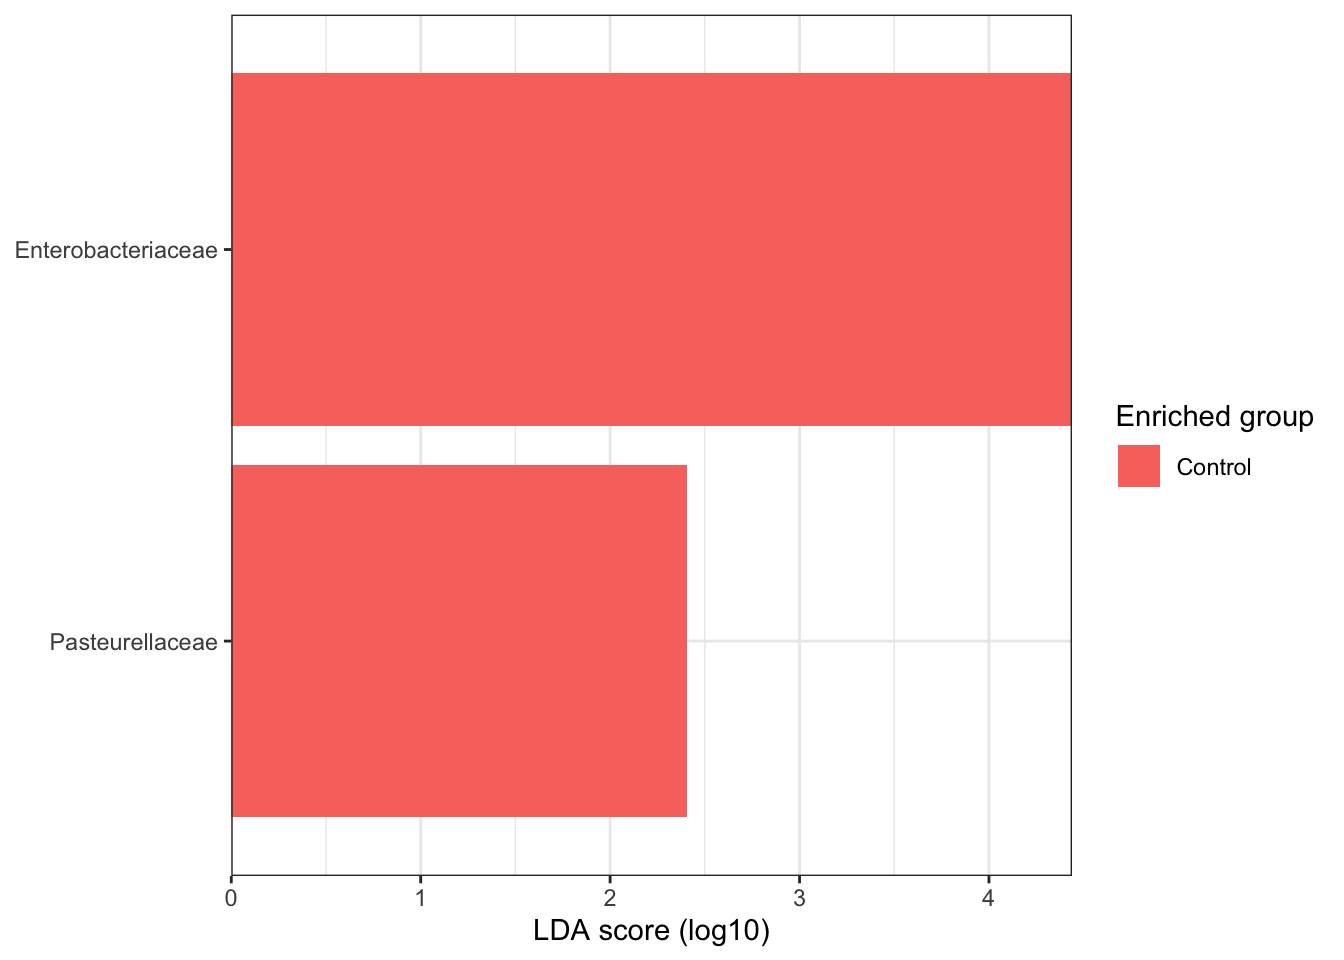 Enterobacteriaceae
Pasteurellaceae
0 1 2 3 4
LDA score (log10)
Enriched group
Control